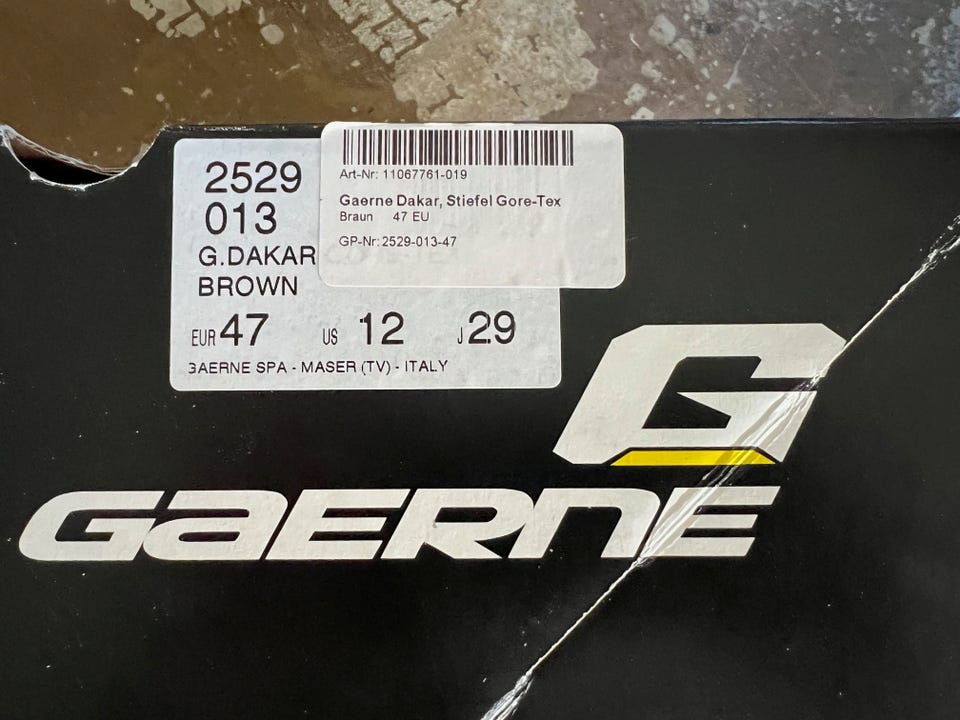 2529
013
G.DAKAR
BROWN
EUR 47 US 12 J 29
GAERNE SPA - MASER (TV) - ITALY
Art-Nr: 11067761-019
Gaerne Dakar, Stiefel Gore-Tex
Braun 47 EU
GP-Nr: 2529-013-47
G
GAERNE